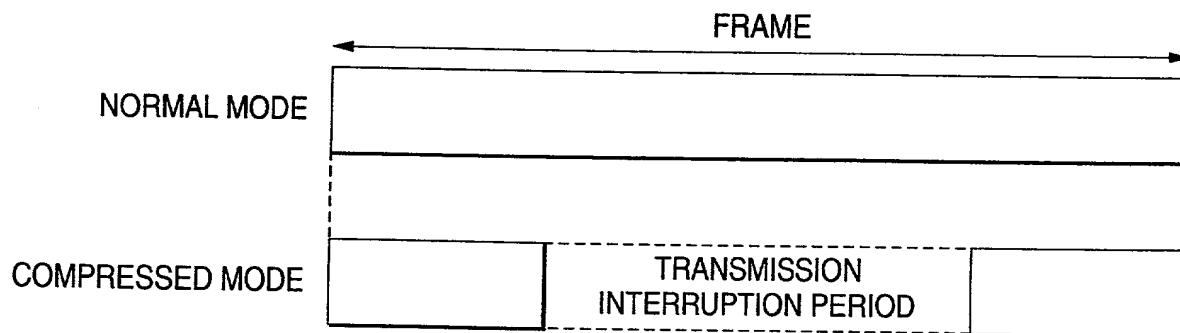 FRAME
NORMAL MODE
COMPRESSED MODE
TRANSMISSION
INTERRUPTION PERIOD